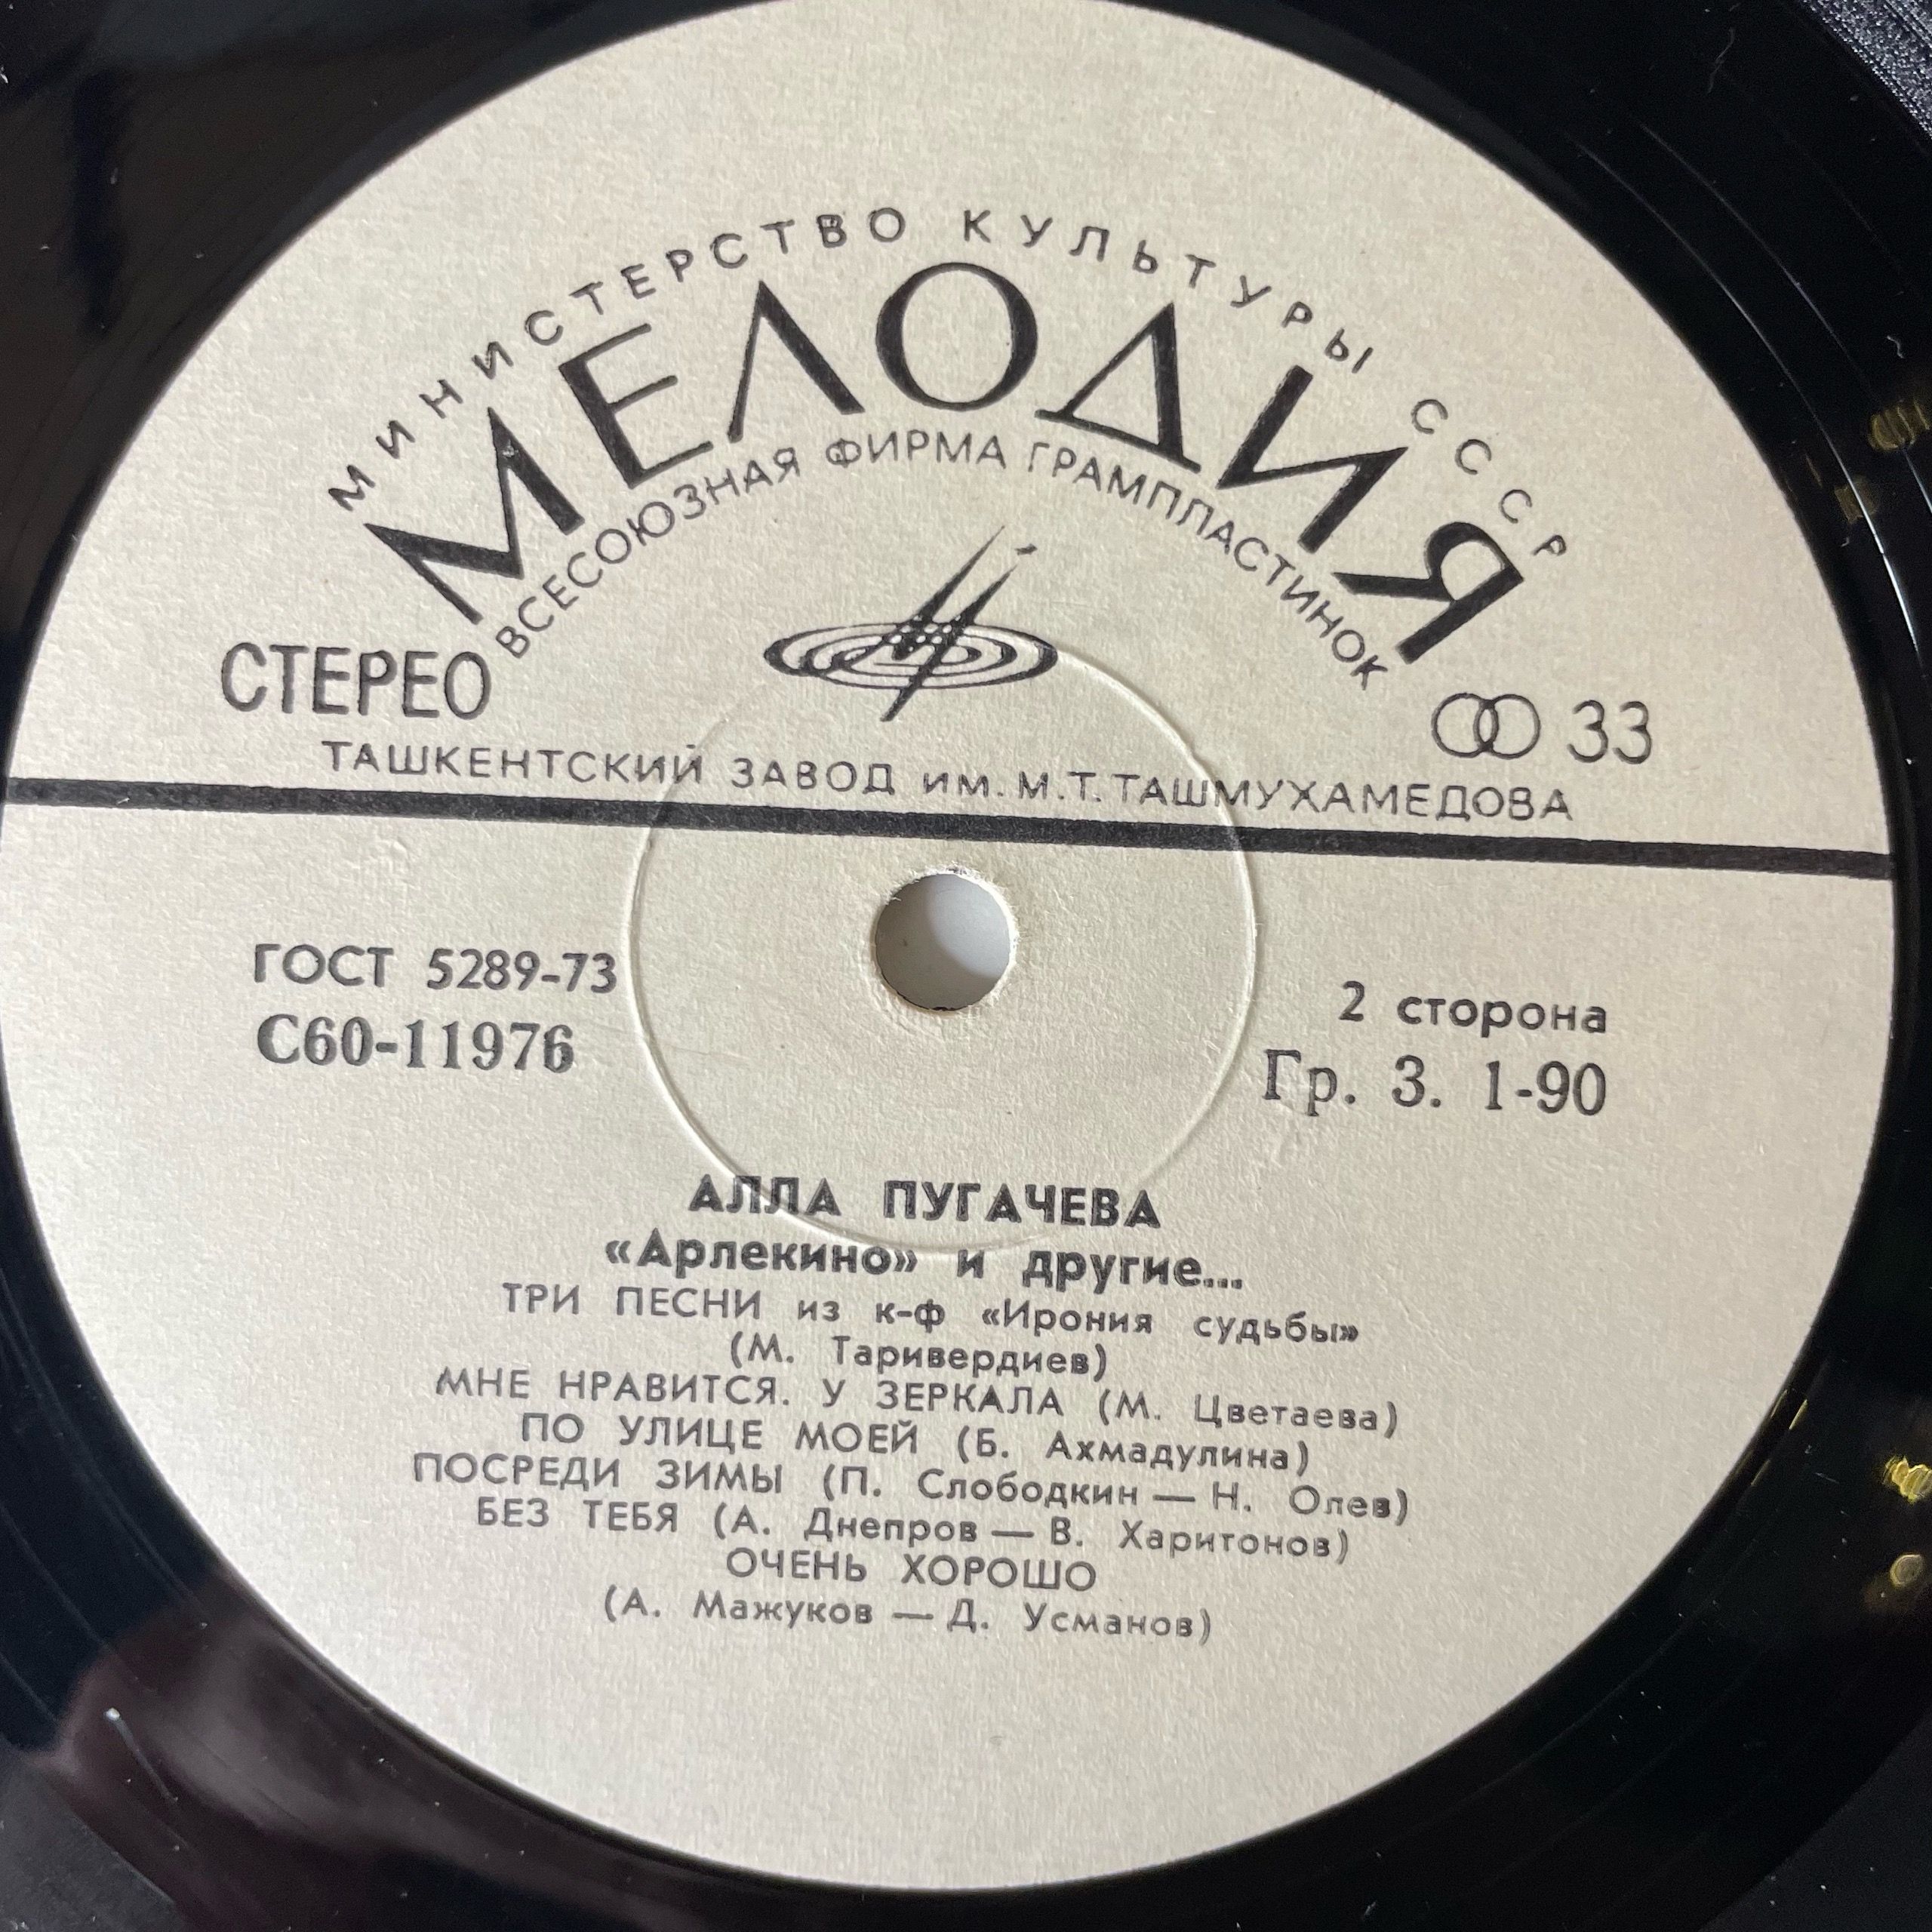 МИНИСТЕРСТВО КУЛЬТУРЫ СССР
МЕЛОДИЯ
ВСЕСОЮЗНАЯ ФИРМА ГРАМПЛАСТИНОК
СТЕРЕО
33
ТАШКЕНТСКИЙ ЗАВОД ИМ. М.Т. ТАШМУХАМЕДОВА
ГОСТ 5289-73
С60-11976
2 сторона
Гр. 3. 1-90
АЛЛА ПУГАЧЕВА
«Арлекино» и другие...
ТРИ ПЕСНИ из к-ф «Ирония судьбы»
(М. Таривердиев)
МНЕ НРАВИТСЯ. У ЗЕРКАЛА (М. Цветаева)
ПО УЛИЦЕ МОЕЙ (Б. Ахмадулина)
ПОСРЕДИ ЗИМЫ (П. Слободкин — Н. Олев)
БЕЗ ТЕБЯ (А. Днепров — В. Харитонов)
ОЧЕНЬ ХОРОШО
(А. Мажуков — Д. Усманов)